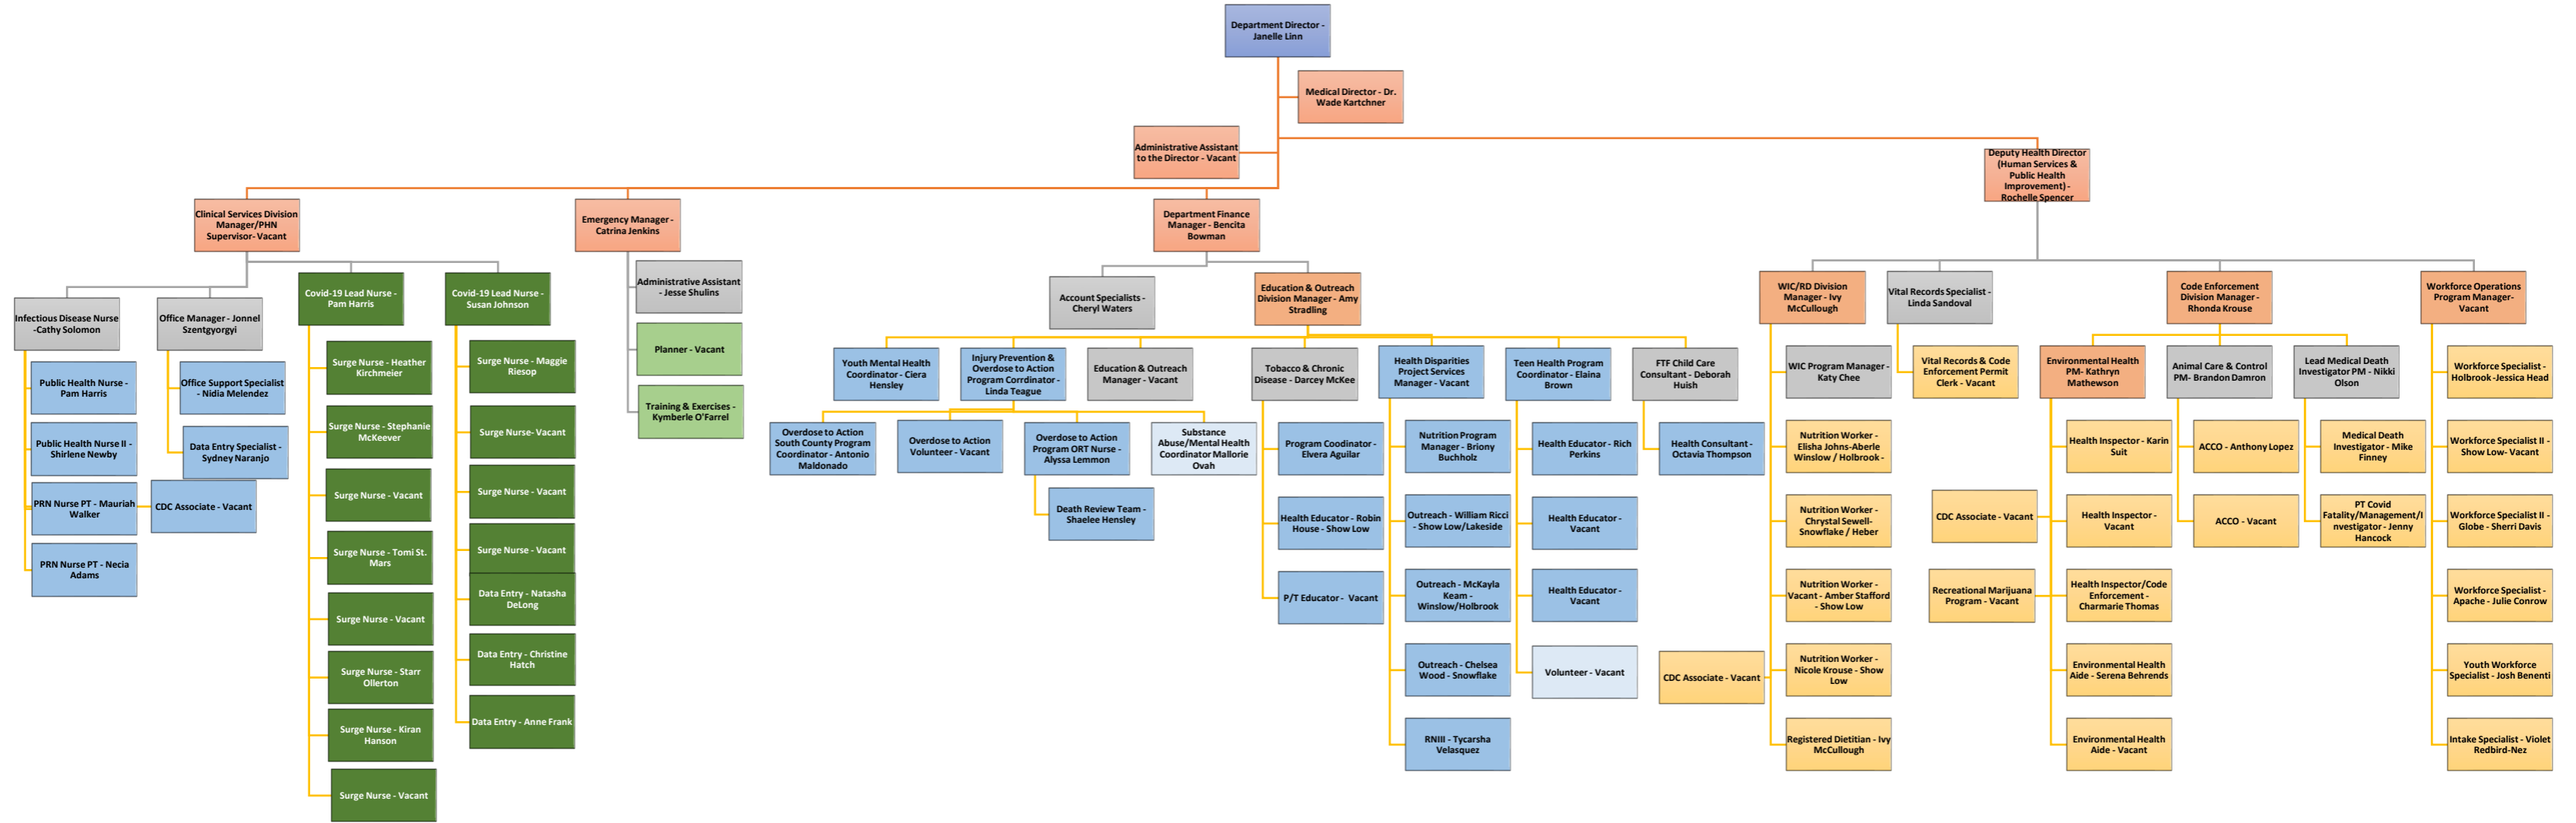 Department Director -
Janelle Linn
Medical Director - Dr.
Wade Kartchner
Administrative Assistant
to the Director - Vacant
Deputy Health Director
(Human Services &
Public Health
Improvement) -
Rochelle Spencer
Clinical Services Division
Manager/PHN
Supervisor- Vacant
Emergency Manager -
Catrina Jenkins
Department Finance
Manager - Bencita
Bowman
Infectious Disease Nurse
-Cathy Solomon
Office Manager - Jonnel
Szentgyorgyi
Covid-19 Lead Nurse -
Pam Harris
Covid-19 Lead Nurse -
Susan Johnson
Public Health Nurse -
Pam Harris
Public Health Nurse II -
Shirlene Newby
PRN Nurse PT - Mauriah
Walker
PRN Nurse PT - Necia
Adams
Office Support Specialist
- Nidia Melendez
Data Entry Specialist -
Sydney Naranjo
CDC Associate - Vacant
Surge Nurse - Heather
Kirchmeier
Surge Nurse - Stephanie
McKeever
Surge Nurse - Vacant
Surge Nurse - Tomi St.
Mars
Surge Nurse - Vacant
Surge Nurse - Starr
Ollerton
Surge Nurse - Kiran
Hanson
Surge Nurse - Vacant
Surge Nurse - Maggie
Riesop
Surge Nurse- Vacant
Surge Nurse - Vacant
Surge Nurse - Vacant
Data Entry - Natasha
DeLong
Data Entry - Christine
Hatch
Data Entry - Anne Frank
Administrative Assistant
- Jesse Shulins
Planner - Vacant
Training & Exercises -
Kymberle O'Farrel
Account Specialists -
Cheryl Waters
Education & Outreach
Division Manager - Amy
Stradling
Youth Mental Health
Coordinator - Ciera
Hensley
Injury Prevention &
Overdose to Action
Program Corrdinator -
Linda Teague
Education & Outreach
Manager - Vacant
Tobacco & Chronic
Disease - Darcey McKee
Health Disparities
Project Services
Manager - Vacant
Teen Health Program
Coordinator - Elaina
Brown
FTF Child Care
Consultant - Deborah
Huish
Overdose to Action
South County Program
Coordinator - Antonio
Maldonado
Overdose to Action
Volunteer - Vacant
Overdose to Action
Program ORT Nurse -
Alyssa Lemmon
Substance
Abuse/Mental Health
Coordinator Mallorie
Ovah
Death Review Team -
Shaelee Hensley
Program Coodinator -
Elvera Aguilar
Health Educator - Robin
House - Show Low
P/T Educator - Vacant
Nutrition Program
Manager - Briony
Buchholz
Outreach - William Ricci
- Show Low/Lakeside
Outreach - McKayla
Keam -
Winslow/Holbrook
Outreach - Chelsea
Wood - Snowflake
RNIII - Tycarsha
Velasquez
Health Educator - Rich
Perkins
Health Educator -
Vacant
Health Educator -
Vacant
Volunteer - Vacant
Health Consultant -
Octavia Thompson
WIC/RD Division
Manager - Ivy
McCullough
Vital Records Specialist -
Linda Sandoval
Code Enforcement
Division Manager -
Rhonda Krouse
Workforce Operations
Program Manager-
Vacant
WIC Program Manager -
Katy Chee
Nutrition Worker -
Elisha Johns-Aberle
Winslow / Holbrook -
Nutrition Worker -
Chrystal Sewell-
Snowflake / Heber
Nutrition Worker -
Vacant - Amber Stafford
- Show Low
Nutrition Worker -
Nicole Krouse - Show
Low
CDC Associate - Vacant
Registered Dietitian - Ivy
McCullough
Vital Records & Code
Enforcement Permit
Clerk - Vacant
Environmental Health
PM- Kathryn
Mathewson
Animal Care & Control
PM- Brandon Damron
Lead Medical Death
Investigator PM - Nikki
Olson
Health Inspector - Karin
Suit
CDC Associate - Vacant
Health Inspector -
Vacant
Recreational Marijuana
Program - Vacant
Health Inspector/Code
Enforcement -
Charmarie Thomas
Environmental Health
Aide - Serena Behrends
Environmental Health
Aide - Vacant
ACCO - Anthony Lopez
ACCO - Vacant
Medical Death
Investigator - Mike
Finney
PT Covid
Fatality/Management/I
nvestigator - Jenny
Hancock
Workforce Specialist -
Holbrook -Jessica Head
Workforce Specialist II -
Show Low- Vacant
Workforce Specialist II -
Globe - Sherri Davis
Workforce Specialist -
Apache - Julie Conrow
Youth Workforce
Specialist - Josh Benenti
Intake Specialist - Violet
Redbird-Nez